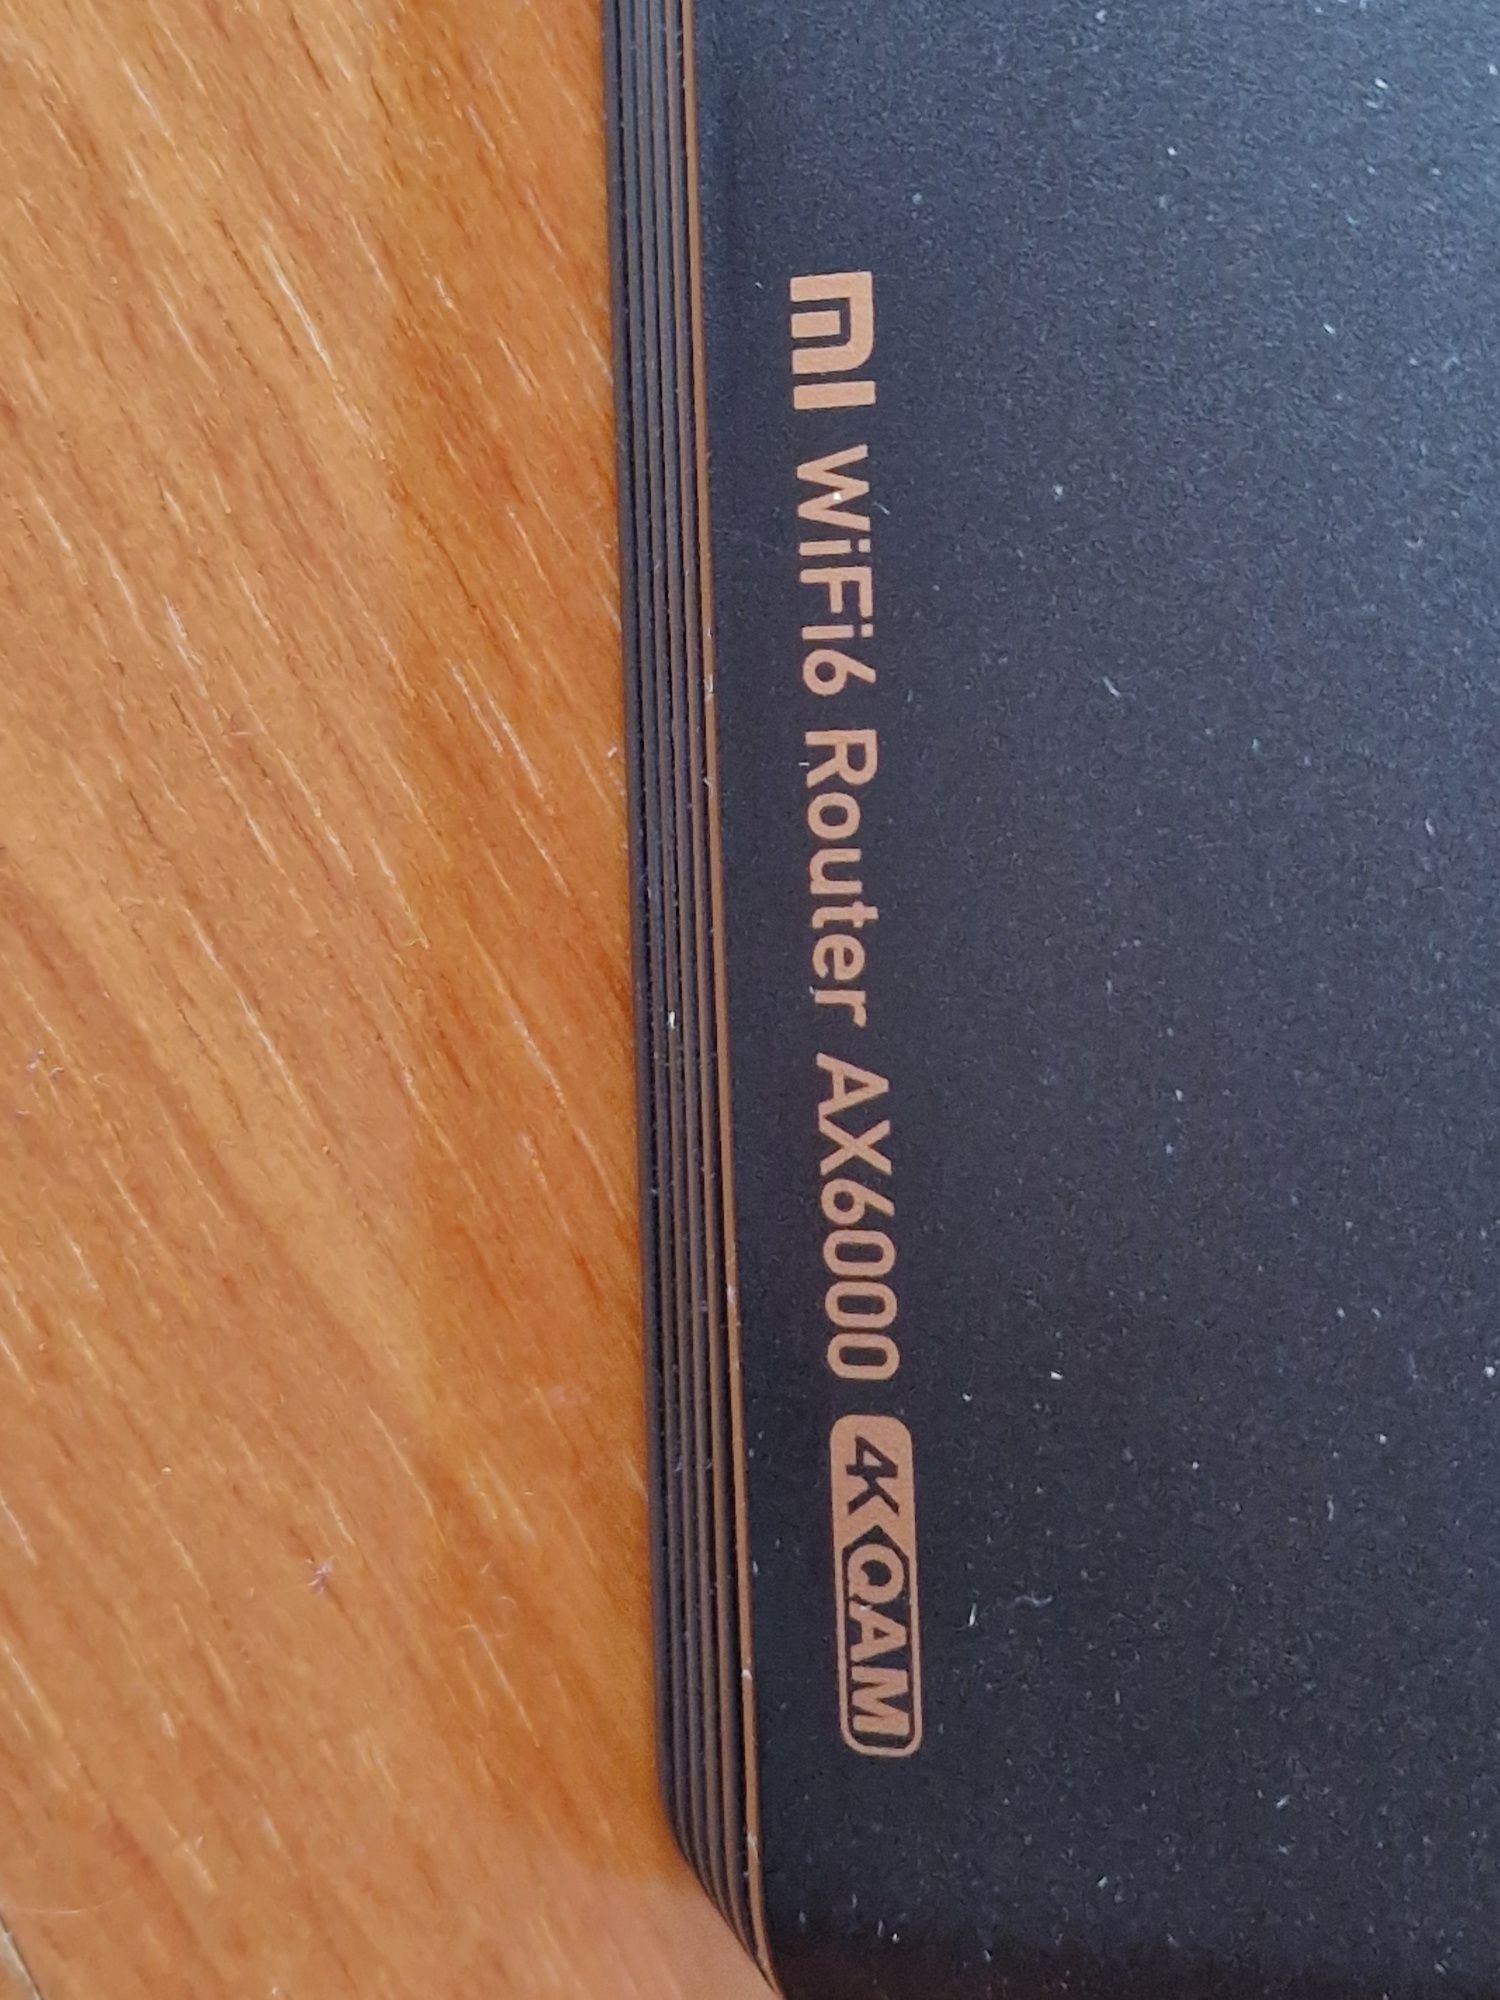 MI WiFi6 Router AX6000 4K QAM